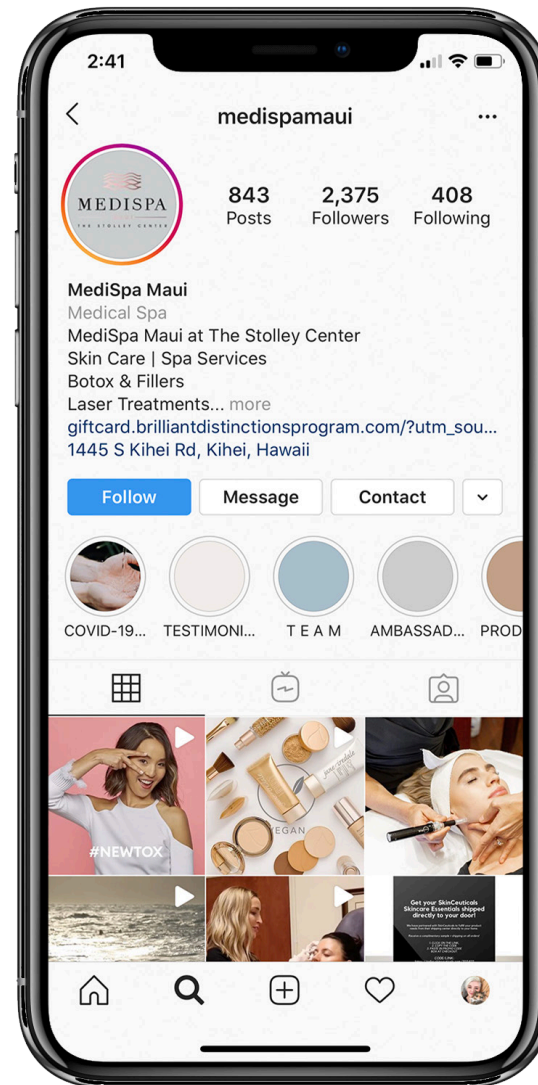 2:41
medispamaui
MEDISPA
THE STOLLEY CENTER
843
Posts
2,375
Followers
408
Following
MediSpa Maui
Medical Spa
MediSpa Maui at The Stolley Center
Skin Care | Spa Services
Botox & Fillers
Laser Treatments... more
giftcard.brilliantdistinctionsprogram.com/?utm_sou...
1445 S Kihei Rd, Kihei, Hawaii
Follow
Message
Contact
COVID-19...
TESTIMONI...
T E A M
AMBASSAD...
PROD
#NEWTOX
VEGAN
jane iredale
Get your SkinCeuticals
Skincare Essentials shipped
directly to your door!